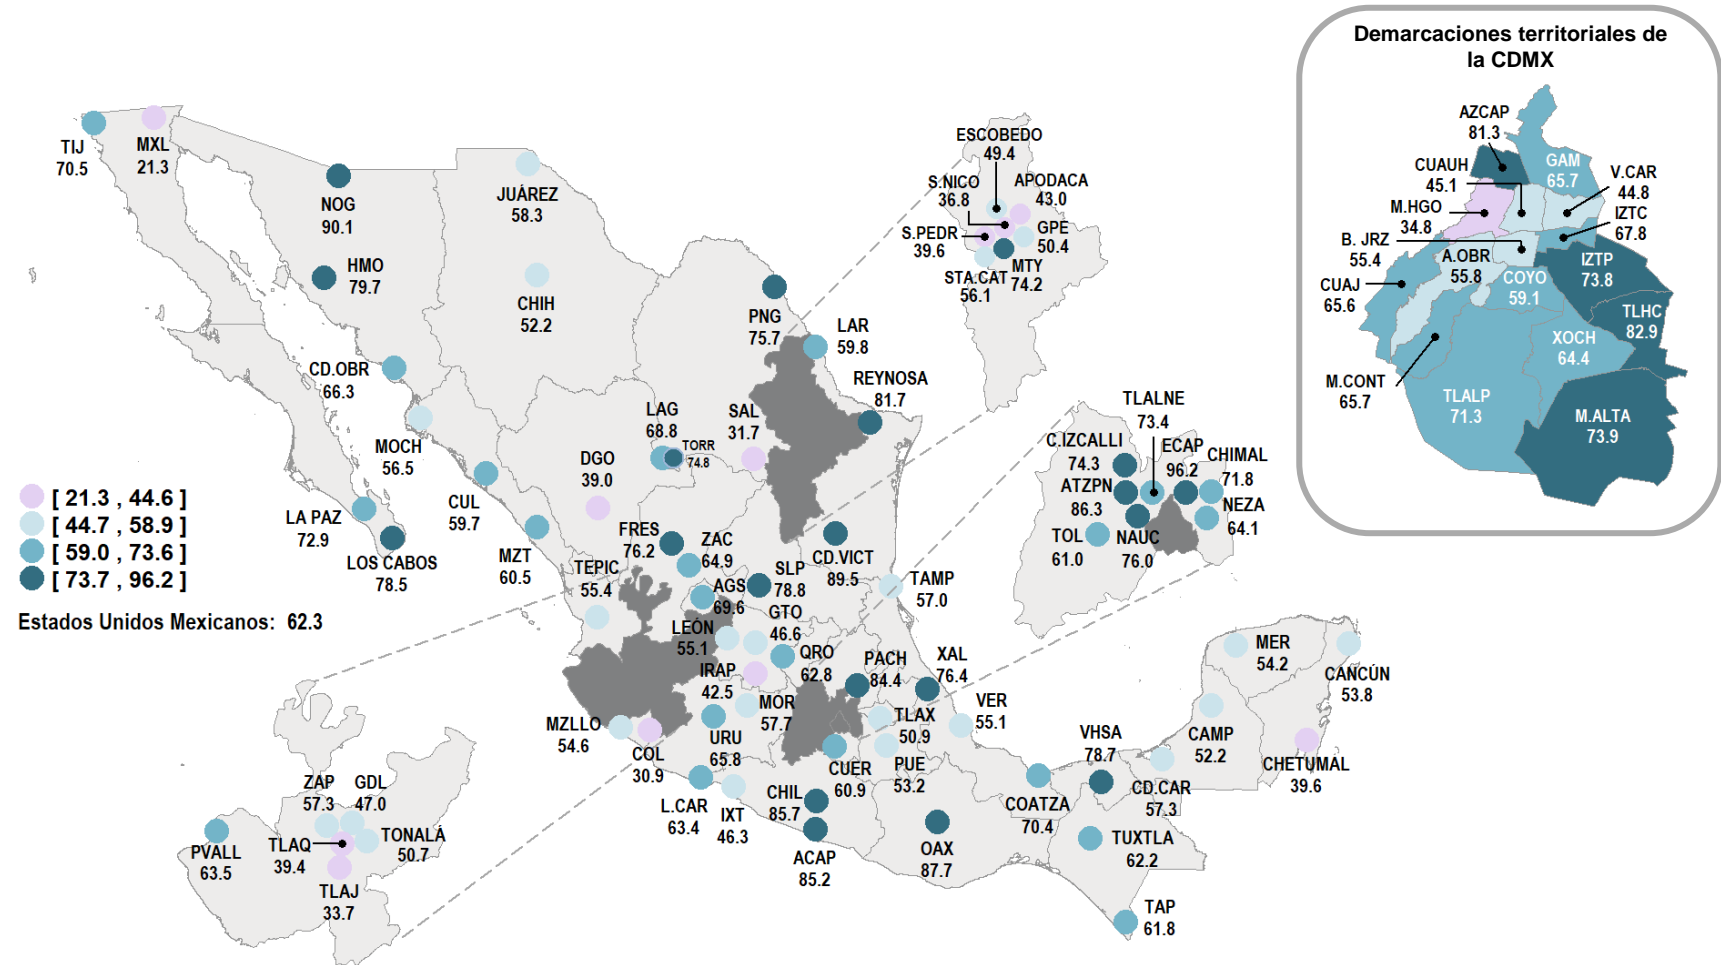 Demarcaciones territoriales de
la CDMX
AZCAP
81.3
CUAUH
45.1
GAM
65.7
V.CAR
44.8
M.HGO
34.8
IZTC
67.8
B. JRZ
55.4
A.OBR
55.8
IZTP
73.8
CUAJ
65.6
COYO
59.1
TLHC
82.9
XOCH
64.4
M.CONT
65.7
TLALP
71.3
M.ALTA
73.9
TIJ
70.5
MXL
21.3
NOG
90.1
HMO
79.7
JUÁREZ
58.3
CHIH
52.2
CD.OBR
66.3
MOCH
56.5
CUL
59.7
LA PAZ
72.9
LOS CABOS
78.5
MZT
60.5
DGO
39.0
LAG
68.8
TORR
74.8
SAL
31.7
PNG
75.7
LAR
59.8
REYNOSA
81.7
ESCOBEDO
49.4
S.NICO
36.8
APODACA
43.0
S.PEDR
39.6
GPE
50.4
STA.CAT
56.1
MTY
74.2
FRES
76.2
ZAC
64.9
TEPIC
55.4
AGS
69.6
SLP
78.8
CD.VICT
89.5
TAMP
57.0
LEÓN
55.1
GTO
46.6
IRAP
42.5
QRO
62.8
PACH
84.4
XAL
76.4
VER
55.1
MZLLO
54.6
COL
30.9
MOR
57.7
URU
65.8
TLAX
50.9
CUER
60.9
PUE
53.2
L.CAR
63.4
IXT
46.3
CHIL
85.7
ACAP
85.2
OAX
87.7
COATZA
70.4
VHSA
78.7
CD.CAR
57.3
TUXTLA
62.2
TAP
61.8
CAMP
52.2
MER
54.2
CANCÚN
53.8
CHETUMAL
39.6
TLALNE
73.4
C.IZCALLI
74.3
ECAP
96.2
CHIMAL
71.8
ATZPN
86.3
NEZA
64.1
TOL
61.0
NAUC
76.0
ZAP
57.3
GDL
47.0
TLAQ
39.4
TONALÁ
50.7
PVALL
63.5
TLAJ
33.7
[ 21.3 , 44.6 ]
[ 44.7 , 58.9 ]
[ 59.0 , 73.6 ]
[ 73.7 , 96.2 ]
Estados Unidos Mexicanos: 62.3